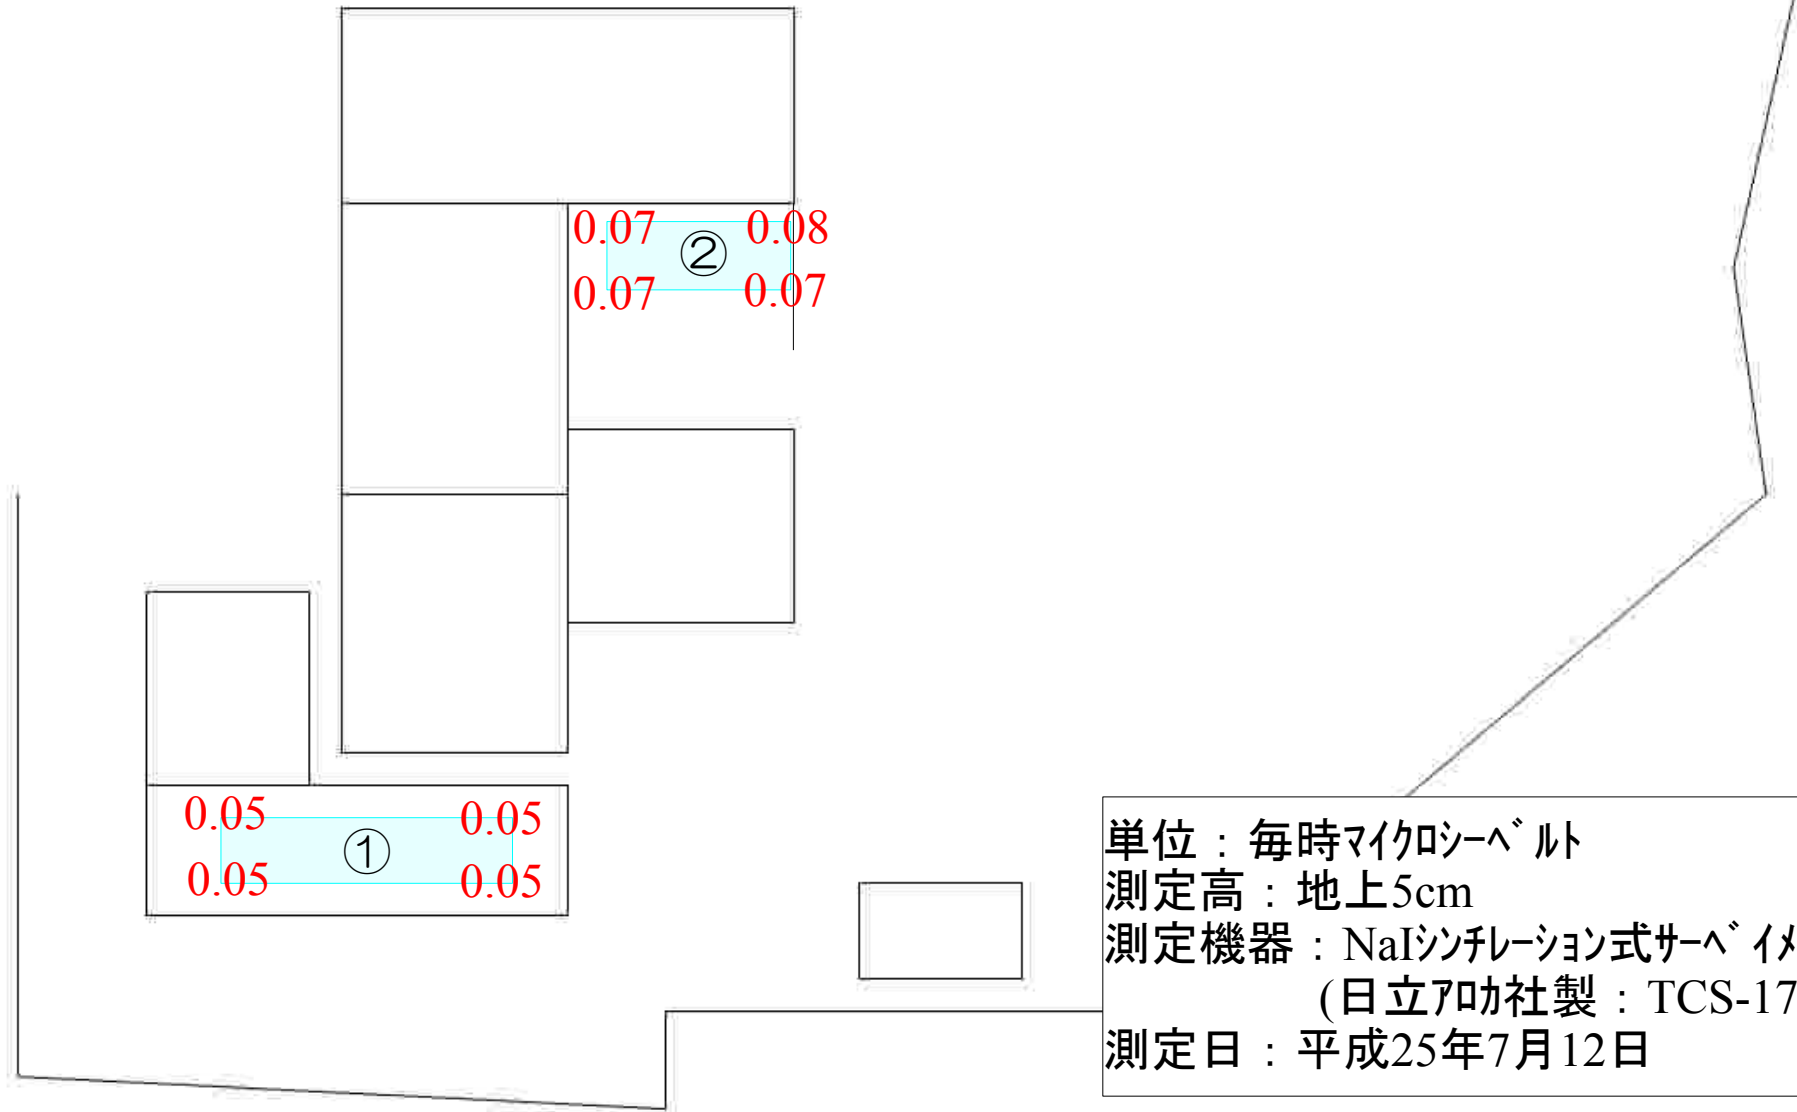 0.07 0.08
②
0.07 0.07
0.05 0.05
①
0.05 0.05
単位：毎時ﾏｲｸﾛｼｰﾍﾞﾙﾄ
測定高：地上5cm
測定機器：NaIｼﾝﾁﾚｰｼｮﾝ式ｻｰﾍﾞｲﾒ
(日立ｱﾛｶ社製：TCS-17
測定日：平成25年7月12日